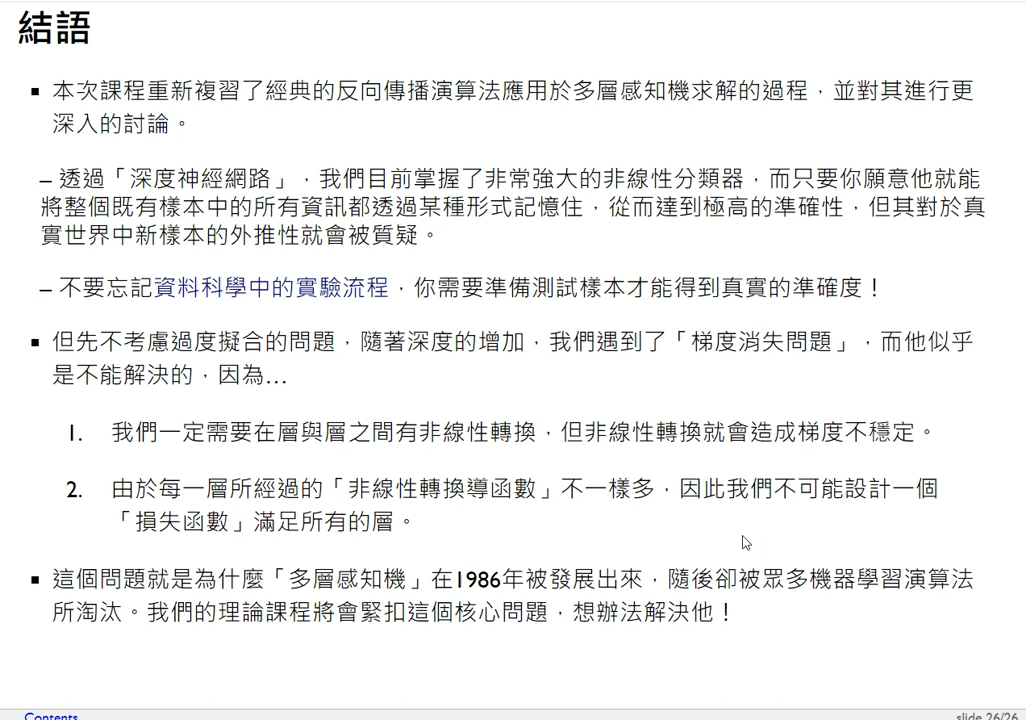 結語
▪ 本次課程重新複習了經典的反向傳播演算法應用於多層感知機求解的過程，並對其進行更
深入的討論。
– 透過「深度神經網路」，我們目前掌握了非常強大的非線性分類器，而只要你願意他就能
將整個既有樣本中的所有資訊都透過某種形式記憶住，從而達到極高的準確性，但其對於真
實世界中新樣本的外推性就會被質疑。
– 不要忘記資料科學中的實驗流程，你需要準備測試樣本才能得到真實的準確度！
▪ 但先不考慮過度擬合的問題，隨著深度的增加，我們遇到了「梯度消失問題」，而他似乎
是不能解決的，因為…
1. 我們一定需要在層與層之間有非線性轉換，但非線性轉換就會造成梯度不穩定。
2. 由於每一層所經過的「非線性轉換導函數」不一樣多，因此我們不可能設計一個
「損失函數」滿足所有的層。
▪ 這個問題就是為什麼「多層感知機」在1986年被發展出來，隨後卻被眾多機器學習演算法
所淘汰。我們的理論課程將會緊扣這個核心問題，想辦法解決他！
Contents
slide 26/26